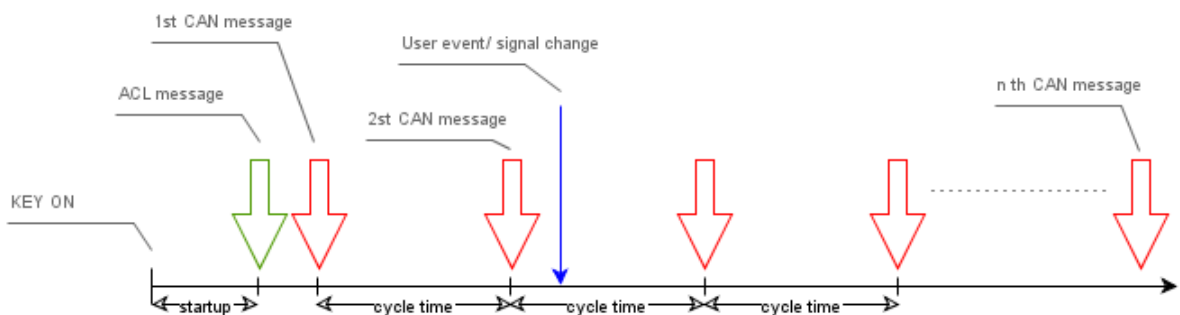 1st CAN message
User event/ signal change
n th CAN message
ACL message
2st CAN message
KEY ON
startup
cycle time
cycle time
cycle time